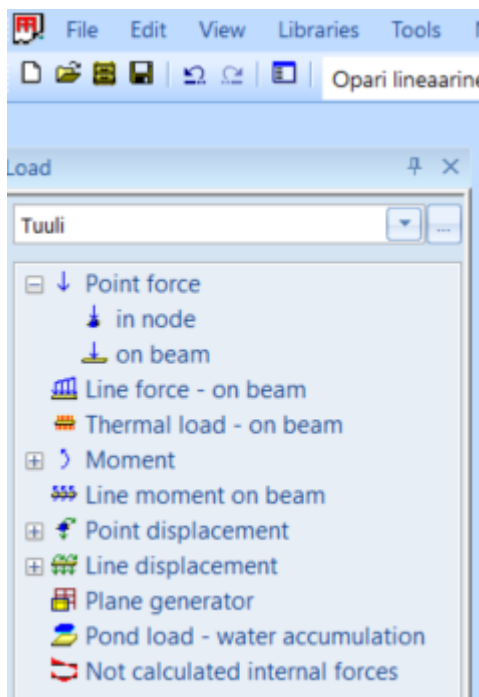 File Edit View Libraries Tools
Opari lineaarine
Load
Tuuli
...
Point force
in node
on beam
Line force - on beam
Thermal load - on beam
Moment
Line moment on beam
Point displacement
Line displacement
Plane generator
Pond load - water accumulation
Not calculated internal forces